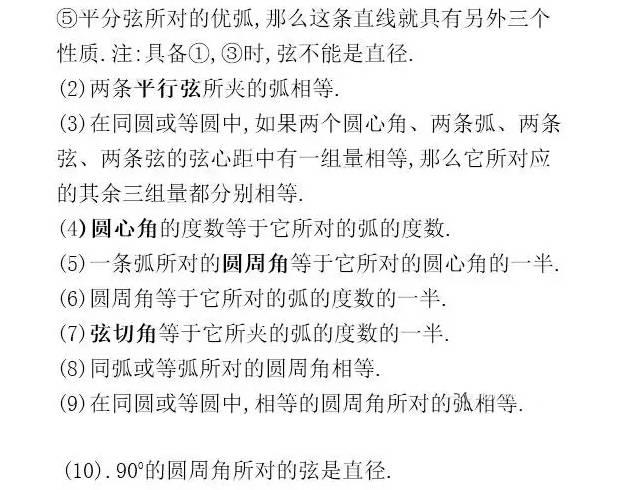 ⑤平分弦所对的优弧,那么这条直线就具有另外三个
性质.注:具备①,③时,弦不能是直径.
(2)两条平行弦所夹的弧相等.
(3)在同圆或等圆中,如果两个圆心角、两条弧、两条
弦、两条弦的弦心距中有一组量相等,那么它所对应
的其余三组量都分别相等.
(4)圆心角的度数等于它所对的弧的度数.
(5)一条弧所对的圆周角等于它所对的圆心角的一半.
(6)圆周角等于它所对的弧的度数的一半.
(7)弦切角等于它所夹的弧的度数的一半.
(8)同弧或等弧所对的圆周角相等.
(9)在同圆或等圆中,相等的圆周角所对的弧相等.
(10).90°的圆周角所对的弦是直径.